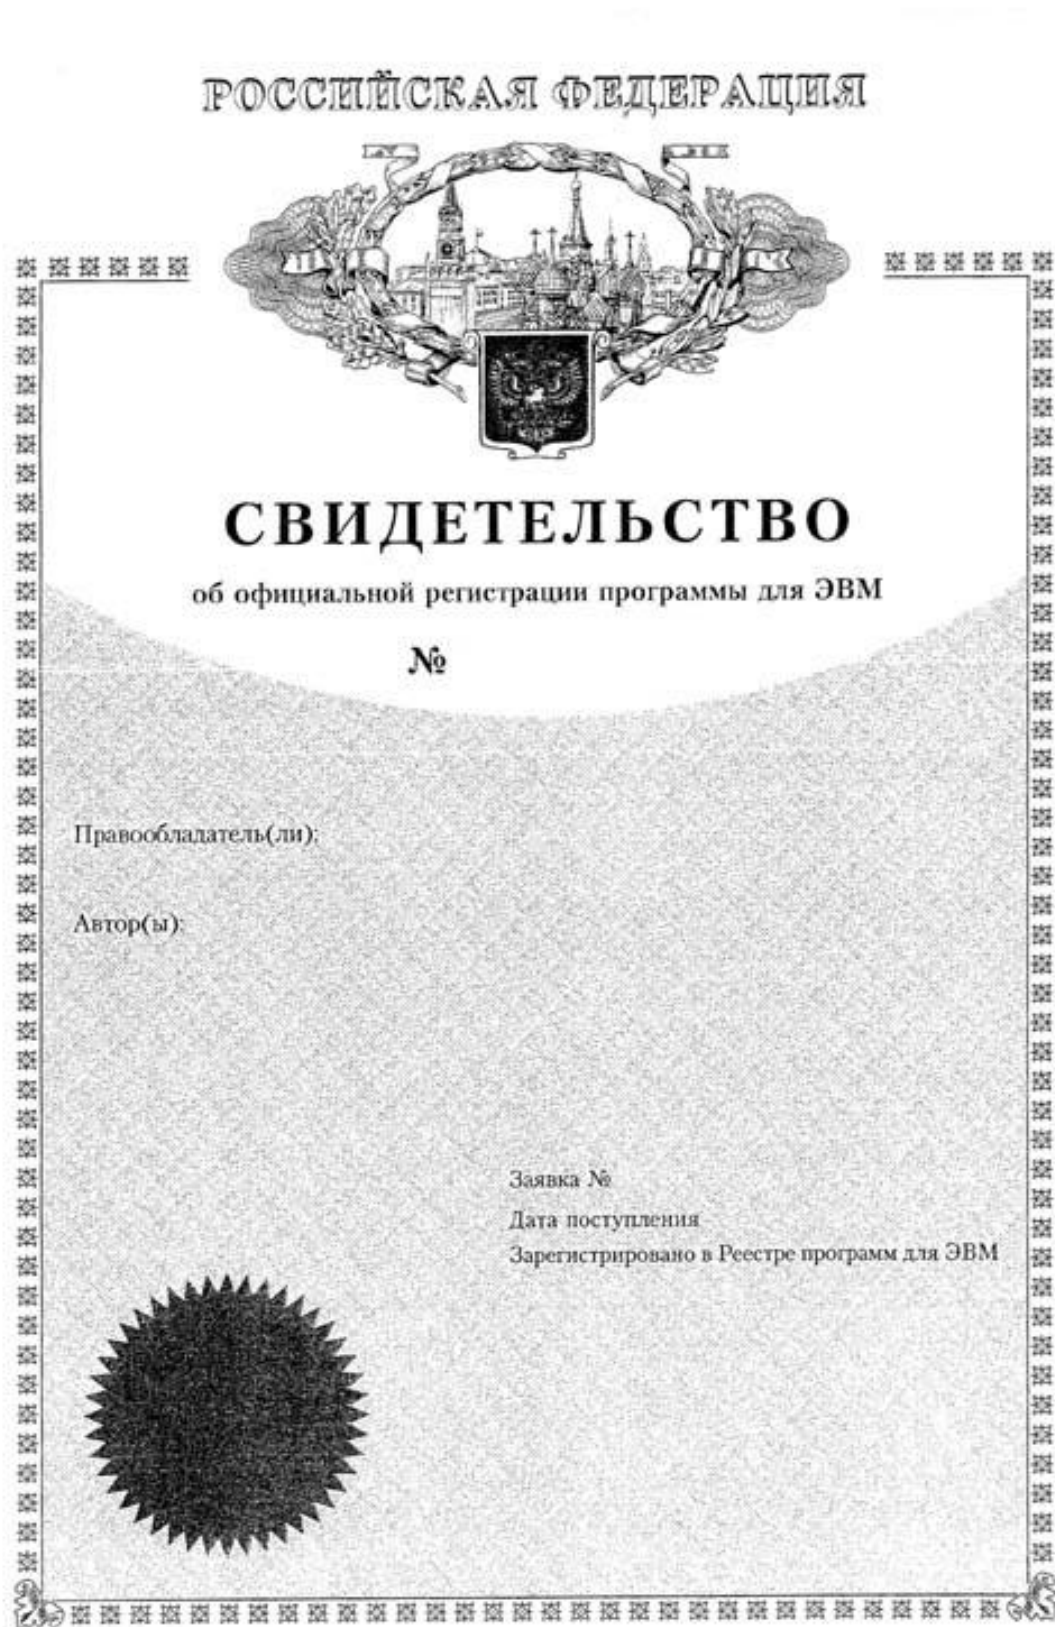 РОССИЙСКАЯ ФЕДЕРАЦИЯ
СВИДЕТЕЛЬСТВО
об официальной регистрации программы для ЭВМ
№
Правообладатель(ли):
Автор(ы):
Заявка №
Дата поступления
Зарегистрировано в Реестре программ для ЭВМ